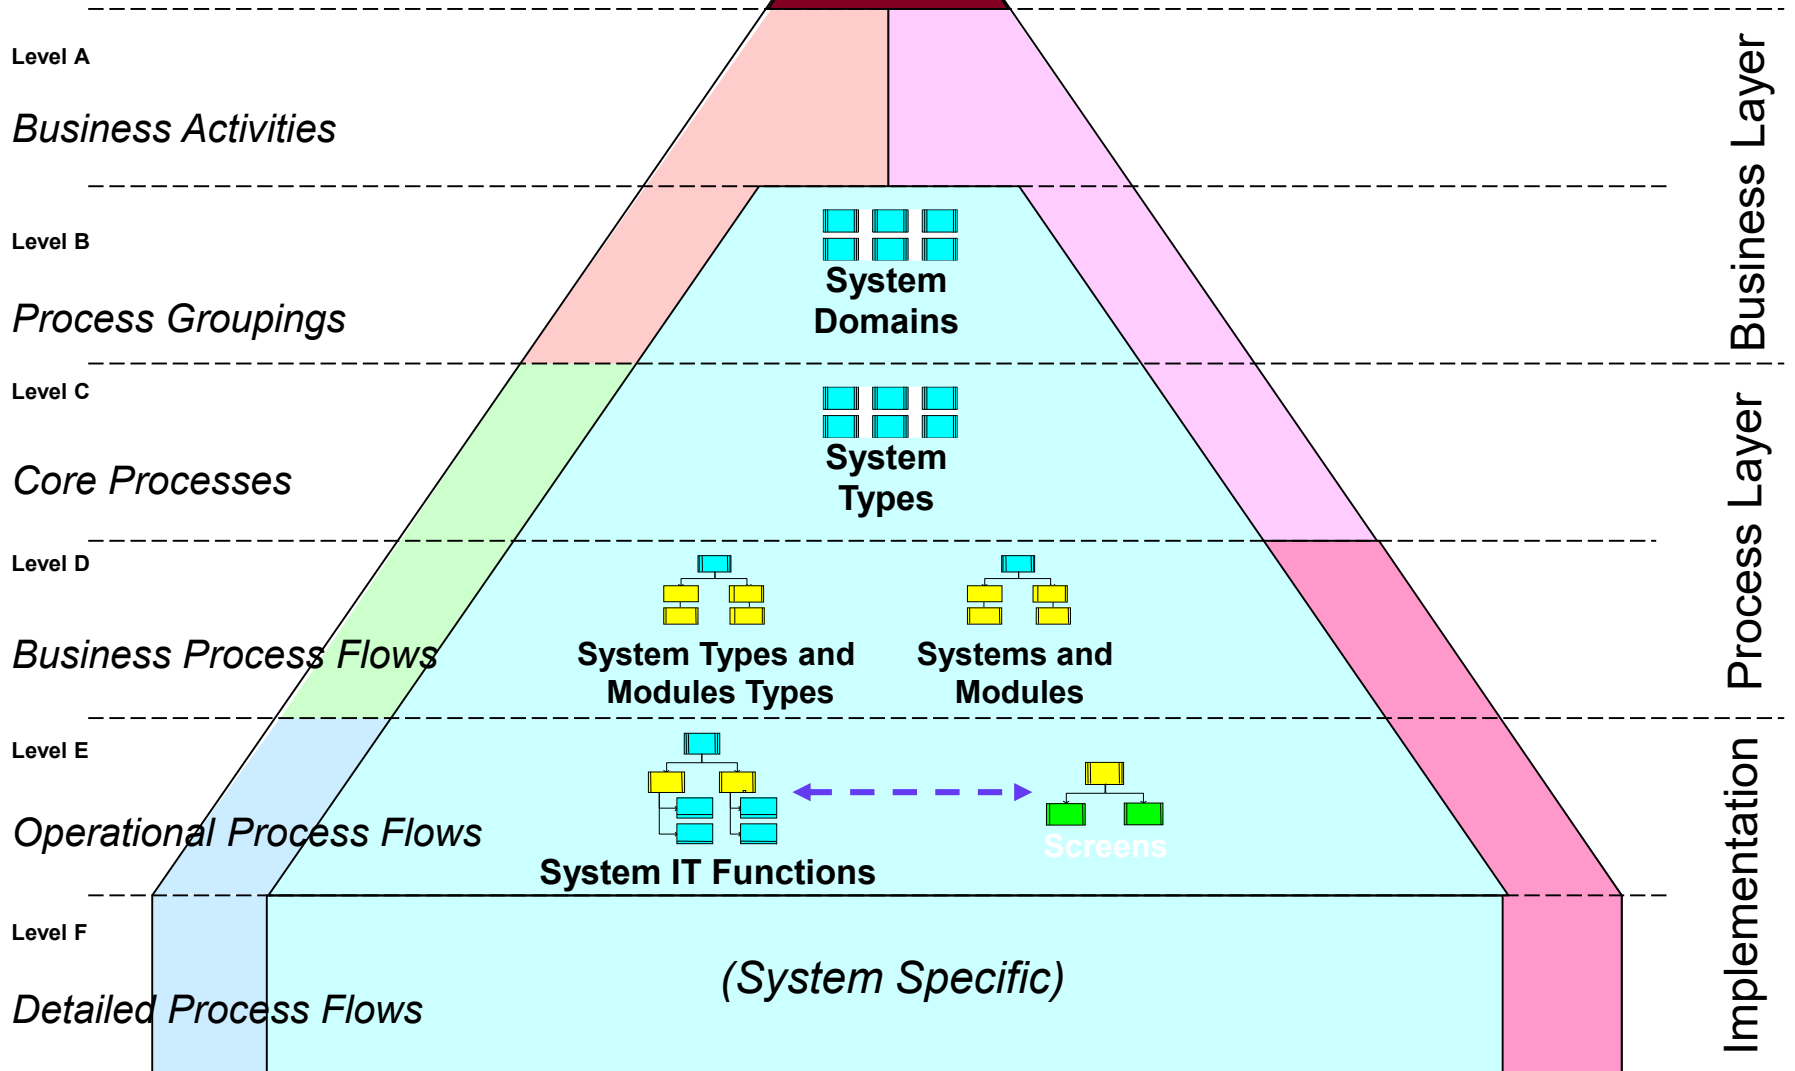 Level A
Business Activities
Business Layer
Level B
Process Groupings
System
Domains
Level C
Core Processes
System
Types
Process Layer
Level D
Business Process Flows
System Types and
Modules Types
Systems and
Modules
Level E
Operational Process Flows
System IT Functions
Screens
Implementation
Level F
Detailed Process Flows
(System Specific)